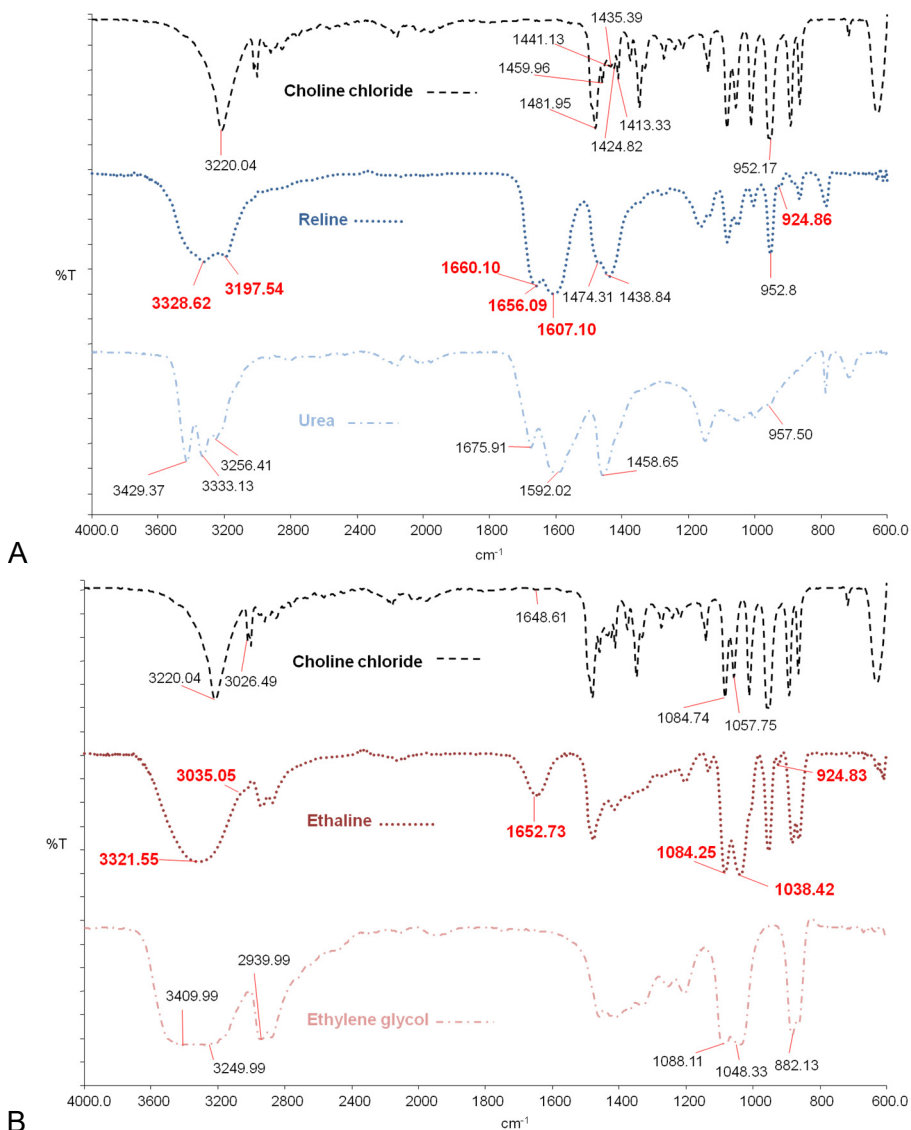 1435.39
1441.13
1459.96
Choline chloride
1481.95
1413.33
1424.82
3220.04
952.17
Reline
924.86
%T
1660.10
3197.54
1656.09
1474.31
1438.84
952.8
3328.62
1607.10
Urea
957.50
1675.91
3256.41
1458.65
3429.37
3333.13
1592.02
4000.0 3600 3200 2800 2400 2000 1800 1600 1400 1200 1000 800 600.0
cm-1
A
1648.61
Choline chloride
3220.04
3026.49
1084.74
1057.75
3035.05
924.83
Ethaline
1652.73
%T
3321.55
1084.25
1038.42
2939.99
3409.99
Ethylene glycol
3249.99
1088.11
1048.33
882.13
4000.0 3600 3200 2800 2400 2000 1800 1600 1400 1200 1000 800 600.0
cm-1
B